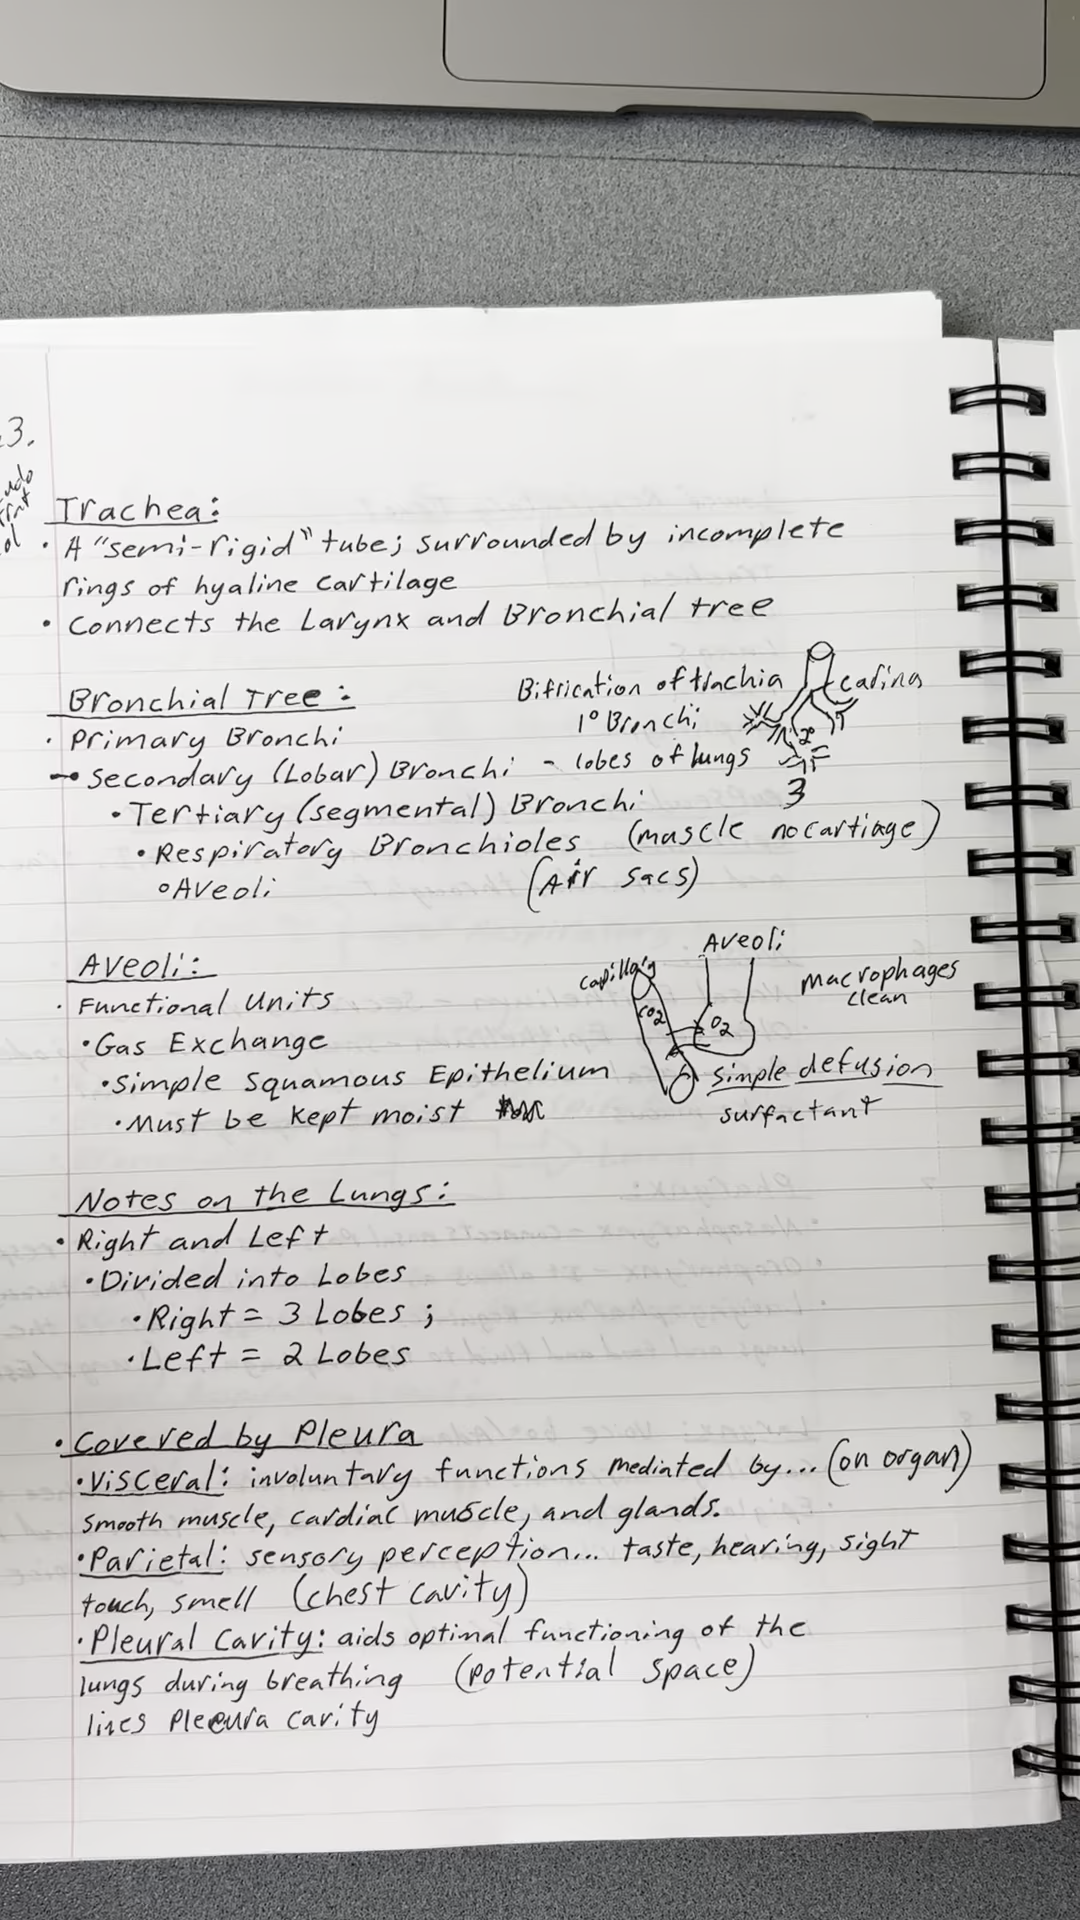 3.
Trachea:
• A "semi-rigid" tube; surrounded by incomplete
rings of hyaline cartilage
• Connects the Larynx and Bronchial tree
Bronchial Tree:
Bifrication of trachia
carina
• Primary Bronchi
1° Bronchi
2°
Secondary (Lobar) Bronchi - lobes of lungs
3
• Tertiary (segmental) Bronchi
• Respiratory Bronchioles (muscle no cartiage)
Aveoli (Air sacs)
Aveoli:
Aveoli
macrophages
clean
• Functional Units
CO2
O2
• Gas Exchange
• Simple Squamous Epithelium
simple defusion
• Must be kept moist
surfactant
Notes on the Lungs:
• Right and Left
• Divided into Lobes
• Right = 3 Lobes;
• Left = 2 Lobes
• Covered by Pleura
• Visceral: involuntary functions mediated by... (on organ)
smooth muscle, cardiac muscle, and glands.
• Parietal: sensory perception... taste, hearing, sight
touch, smell (chest cavity)
• Pleural Cavity: aids optimal functioning of the
lungs during breathing (potential space)
lines Pleeura cavity